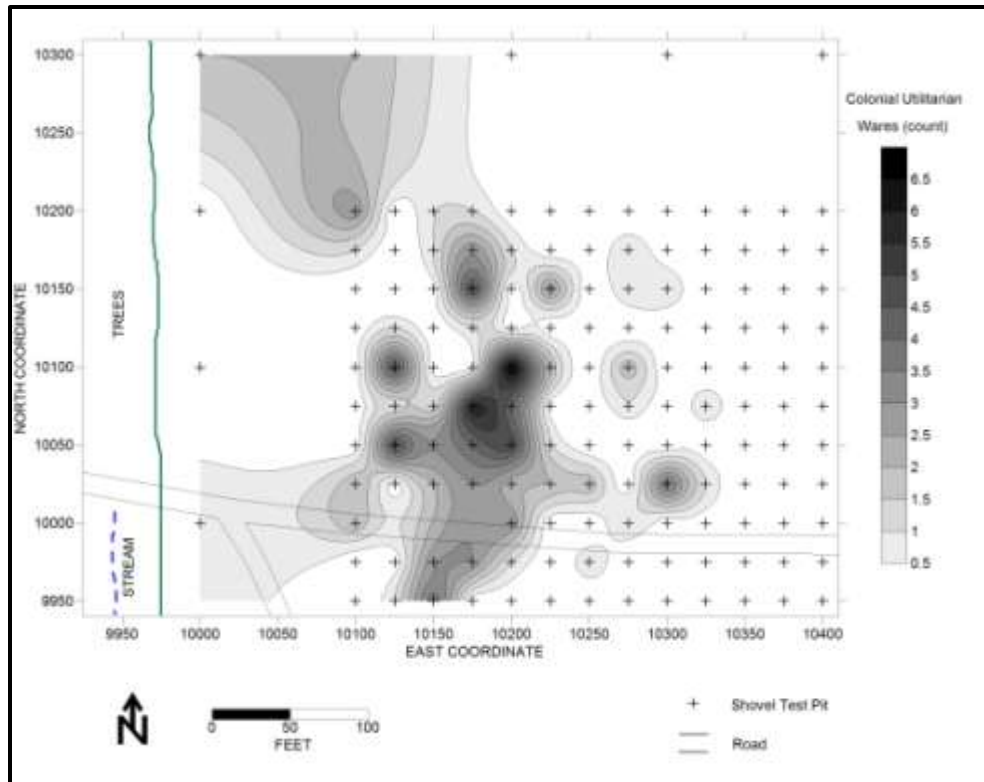 Colonial Utilitarian
Wares (count)
6.5
6
5.5
5
4.5
4
3.5
3
2.5
2
1.5
1
0.5
NORTH COORDINATE
10300
10250
10200
10150
10100
10050
10000
9950
TREES
STREAM
9950 10000 10050 10100 10150 10200 10250 10300 10350 10400
EAST COORDINATE
N
0 50 100
FEET
Shovel Test Pit
Road